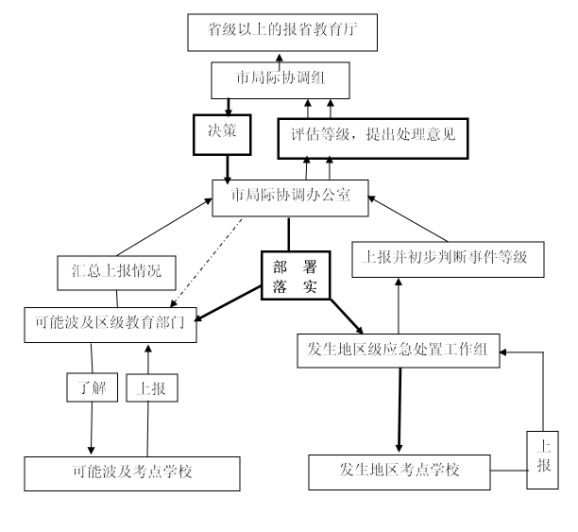 省级以上的报省教育厅
市局际协调组
决策
评估等级，提出处理意见
市局际协调办公室
汇总上报情况
部 署
落 实
上报并初步判断事件等级
可能波及区级教育部门
发生地区级应急处置工作组
了解
上报
上
报
可能波及考点学校
发生地区考点学校